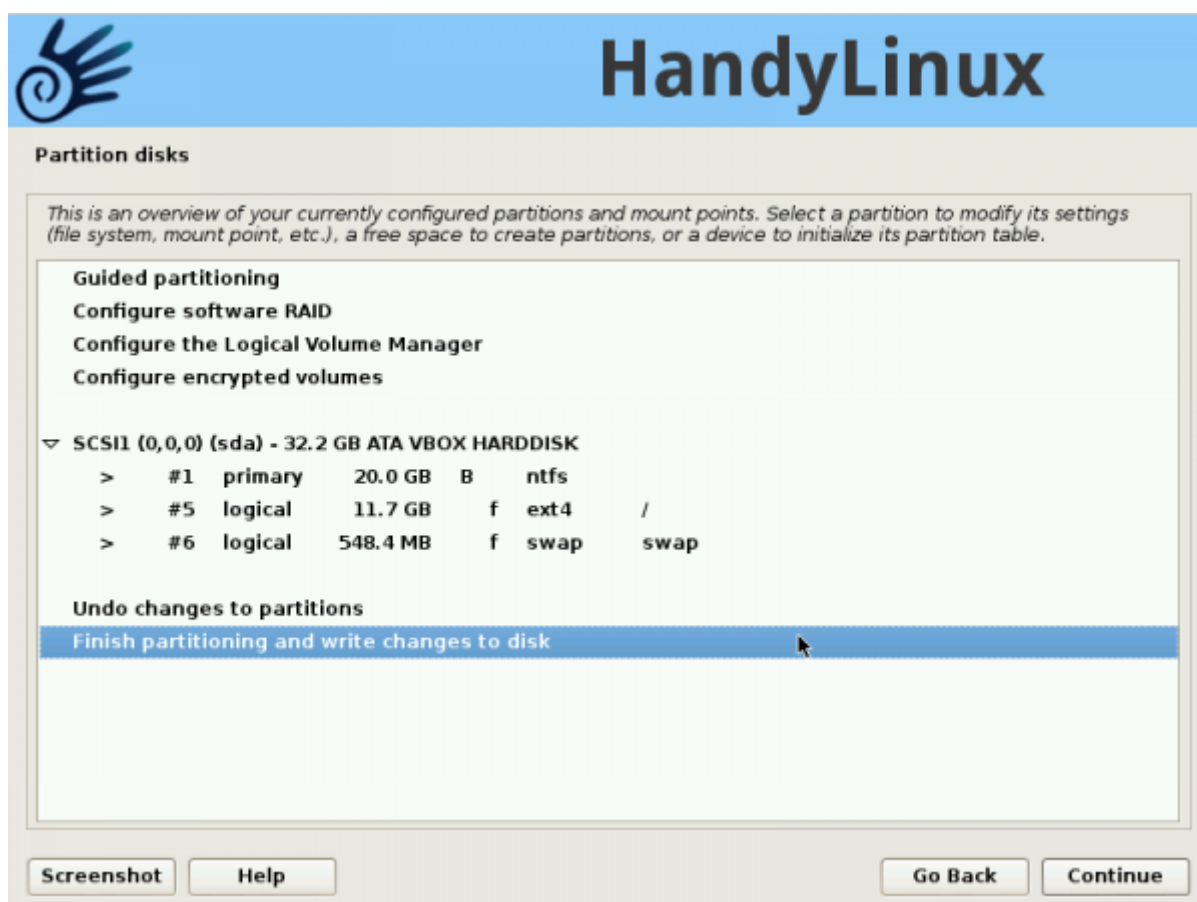 HandyLinux
Partition disks
This is an overview of your currently configured partitions and mount points. Select a partition to modify its settings
(file system, mount point, etc.), a free space to create partitions, or a device to initialize its partition table.
Guided partitioning
Configure software RAID
Configure the Logical Volume Manager
Configure encrypted volumes
SCSI1 (0,0,0) (sda) - 32.2 GB ATA VBOX HARDDISK
> #1 primary 20.0 GB B ntfs
> #5 logical 11.7 GB f ext4 /
> #6 logical 548.4 MB f swap swap
Undo changes to partitions
Finish partitioning and write changes to disk
Screenshot Help Go Back Continue